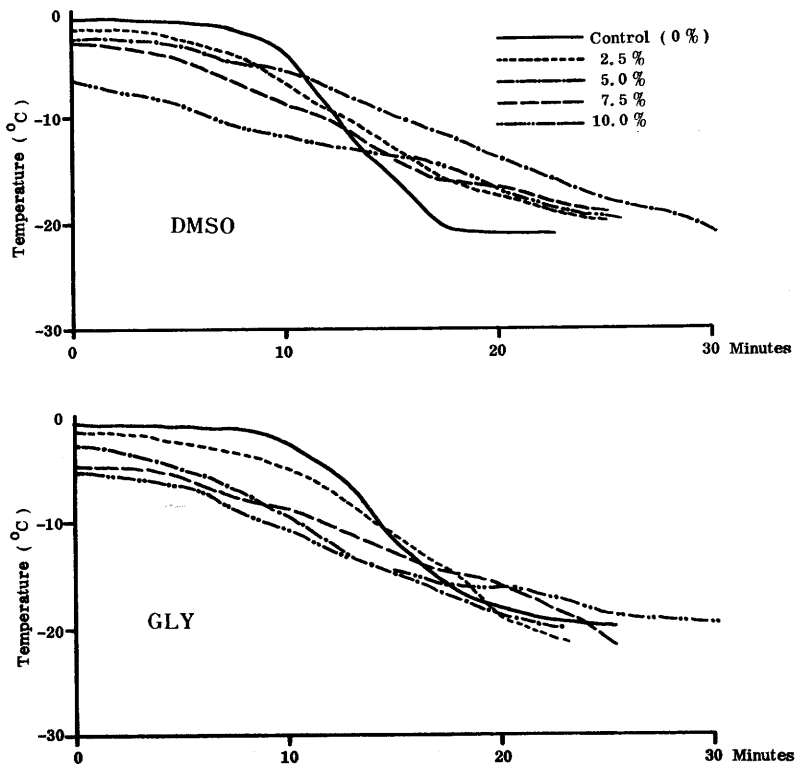 0
-10
-20
-30
Temperature ( °C)
Control ( 0 %)
2.5 %
5.0 %
7.5 %
10.0 %
DMSO
0 10 20 30 Minutes
0
-10
-20
-30
Temperature ( °C)
GLY
0 10 20 30 Minutes